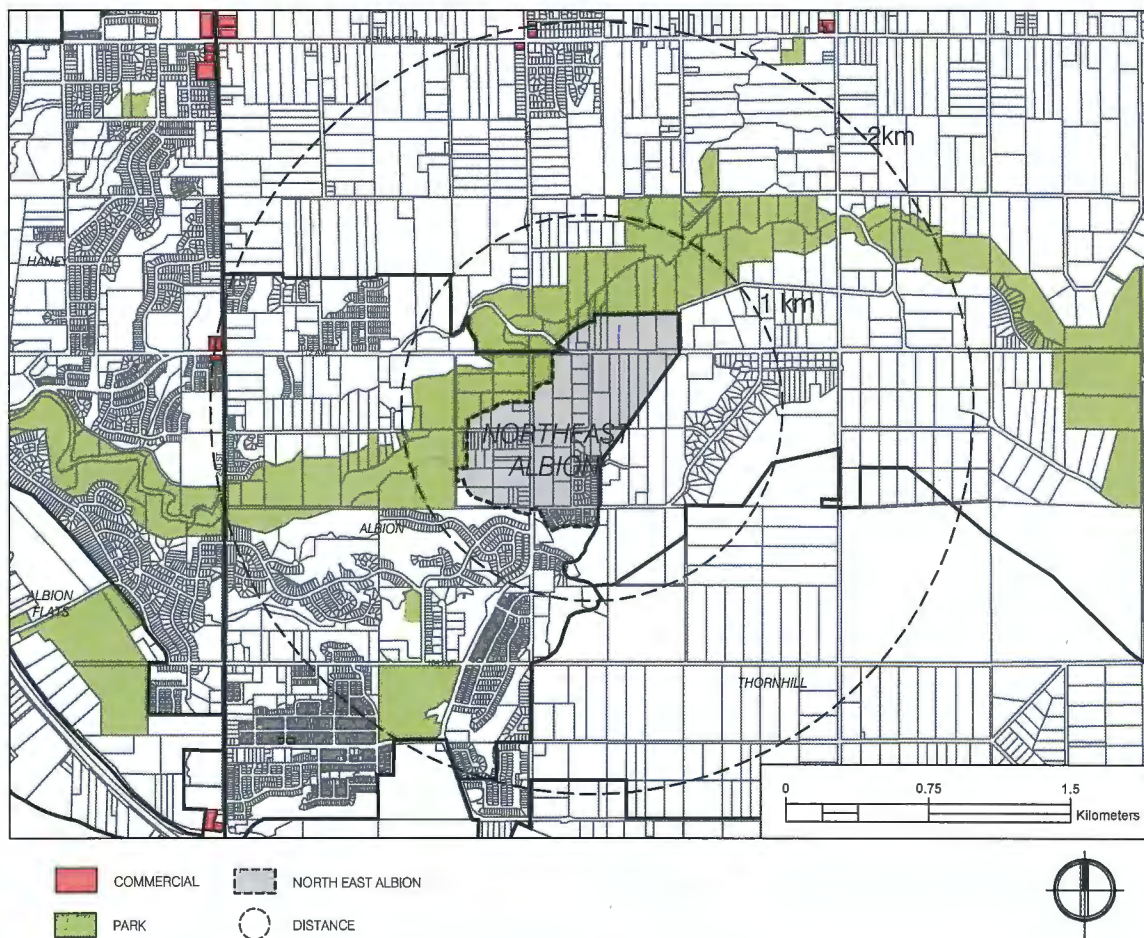 2km
HANEY
1 km
NORTHEAST
ALBION
ALBION
ALBION
FLATS
THORNHILL
0 0.75 1.5
Kilometers
COMMERCIAL NORTH EAST ALBION
PARK DISTANCE